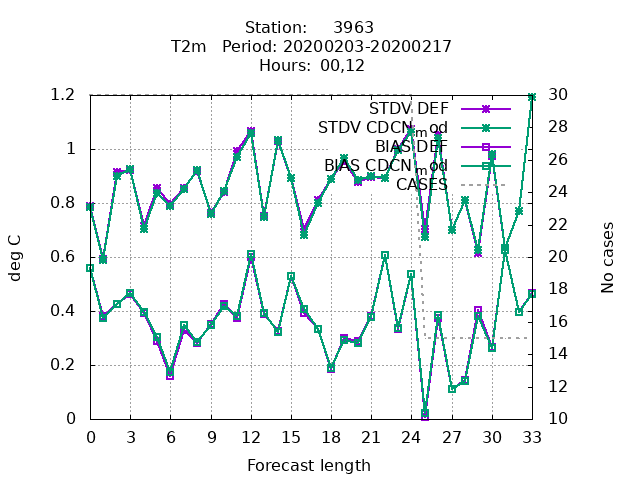 Station: 3963
T2m Period: 20200203-20200217
Hours: 00,12
1.2
1
0.8
0.6
0.4
0.2
0
deg C
30
28
26
24
22
20
18
16
14
12
10
No cases
STDV DEF
STDV CDCN_mod
BIAS DEF
BIAS CDCN_mod
CASES
0 3 6 9 12 15 18 21 24 27 30 33
Forecast length